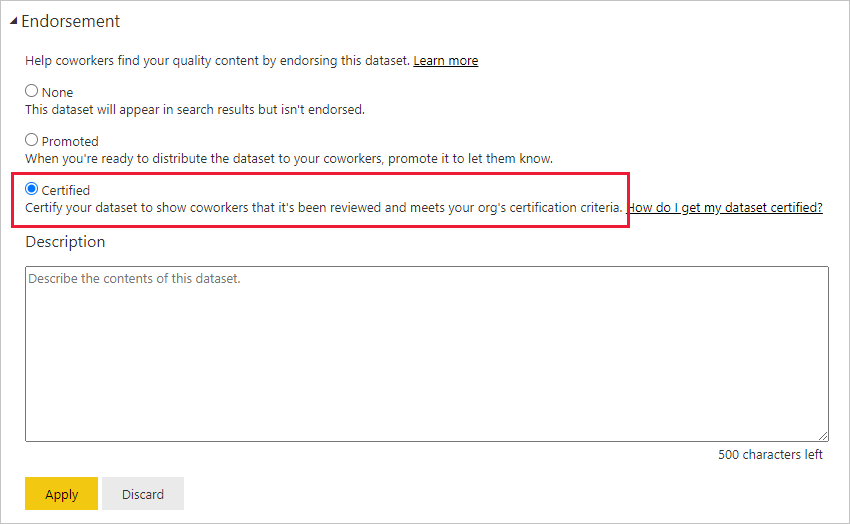 Endorsement
Help coworkers find your quality content by endorsing this dataset. Learn more
None
This dataset will appear in search results but isn't endorsed.
Promoted
When you're ready to distribute the dataset to your coworkers, promote it to let them know.
Certified
Certify your dataset to show coworkers that it's been reviewed and meets your org's certification criteria. How do I get my dataset certified?
Description
Describe the contents of this dataset.
500 characters left
Apply Discard